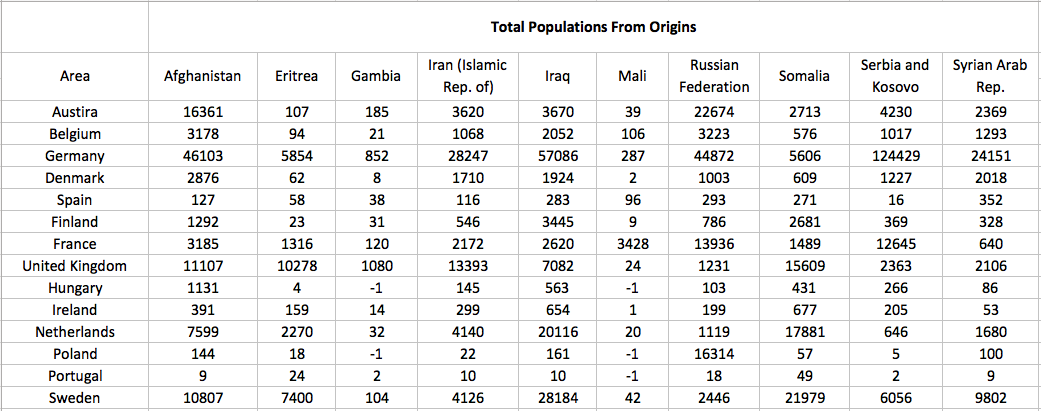 Total Populations From Origins
Area Afghanistan Eritrea Gambia Iran (Islamic Rep. of) Iraq Mali Russian Federation Somalia Serbia and Kosovo Syrian Arab Rep.
Austira 16361 107 185 3620 3670 39 22674 2713 4230 2369
Belgium 3178 94 21 1068 2052 106 3223 576 1017 1293
Germany 46103 5854 852 28247 57086 287 44872 5606 124429 24151
Denmark 2876 62 8 1710 1924 2 1003 609 1227 2018
Spain 127 58 38 116 283 96 293 271 16 352
Finland 1292 23 31 546 3445 9 786 2681 369 328
France 3185 1316 120 2172 2620 3428 13936 1489 12645 640
United Kingdom 11107 10278 1080 13393 7082 24 1231 15609 2363 2106
Hungary 1131 4 -1 145 563 -1 103 431 266 86
Ireland 391 159 14 299 654 1 199 677 205 53
Netherlands 7599 2270 32 4140 20116 20 1119 17881 646 1680
Poland 144 18 -1 22 161 -1 16314 57 5 100
Portugal 9 24 2 10 10 -1 18 49 2 9
Sweden 10807 7400 104 4126 28184 42 2446 21979 6056 9802